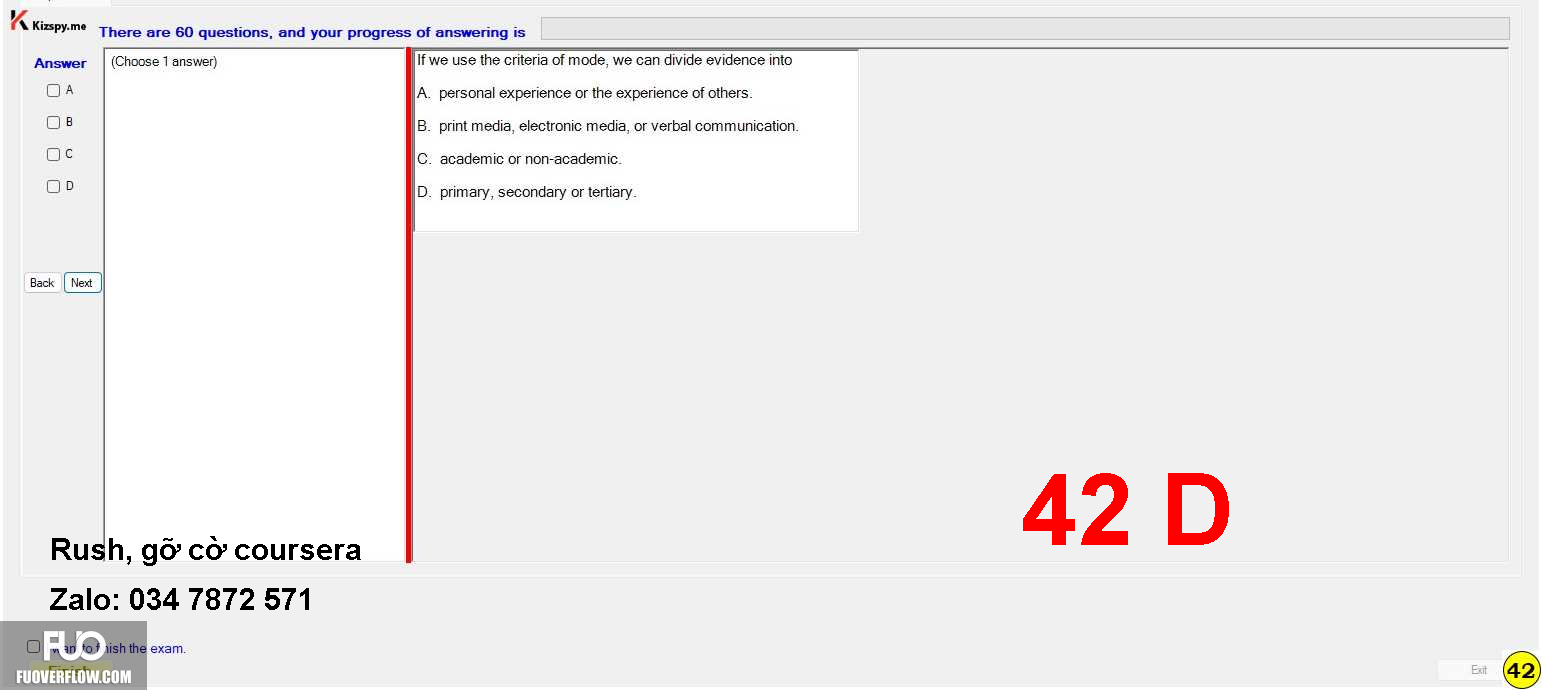 Kizspy.me
There are 60 questions, and your progress of answering is
Answer
A
B
C
D
Back Next
(Choose 1 answer)
If we use the criteria of mode, we can divide evidence into
A. personal experience or the experience of others.
B. print media, electronic media, or verbal communication.
C. academic or non-academic.
D. primary, secondary or tertiary.
42 D
Rush, gỡ cờ coursera
Zalo: 034 7872 571
I want to finish the exam.
Finish
FUO
FUOVERFLOW.COM
Exit
42